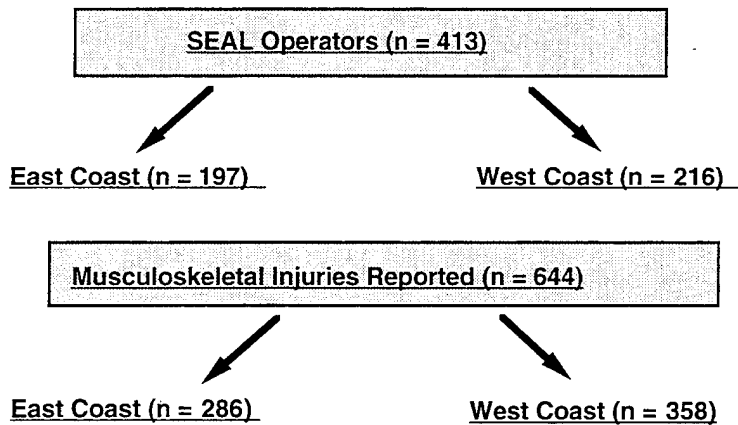 SEAL Operators (n = 413)
East Coast (n = 197)
West Coast (n = 216)
Musculoskeletal Injuries Reported (n = 644)
East Coast (n = 286)
West Coast (n = 358)